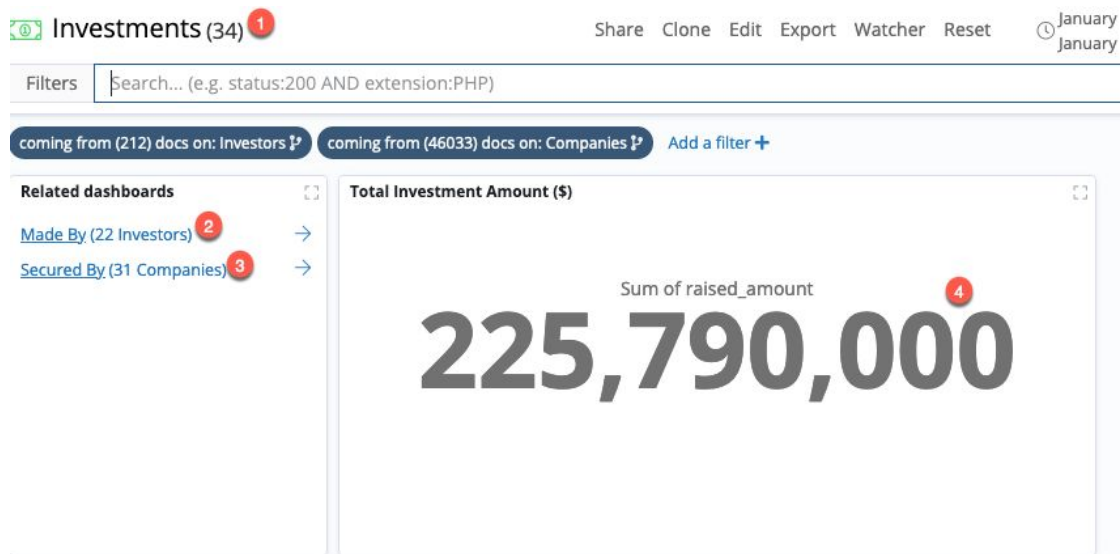 Investments (34) 1
Share Clone Edit Export Watcher Reset
January
January
Filters
Search... (e.g. status:200 AND extension:PHP)
coming from (212) docs on: Investors
coming from (46033) docs on: Companies
Add a filter +
Related dashboards
Made By (22 Investors) 2
Secured By (31 Companies) 3
Total Investment Amount ($)
Sum of raised_amount
4
225,790,000